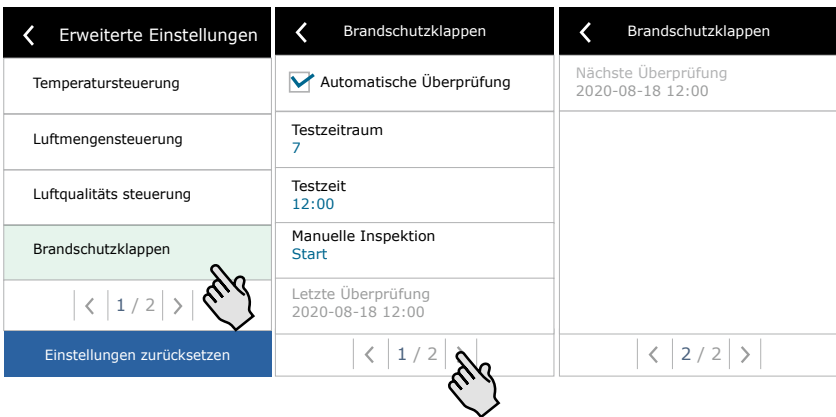 Erweiterte Einstellungen
Temperatursteuerung
Luftmengensteuerung
Luftqualitäts steuerung
Brandschutzklappen
< 1 / 2 >
Einstellungen zurücksetzen
Brandschutzklappen
Automatische Überprüfung
Testzeitraum
7
Testzeit
12:00
Manuelle Inspektion
Start
Letzte Überprüfung
2020-08-18 12:00
< 1 / 2 >
Brandschutzklappen
Nächste Überprüfung
2020-08-18 12:00
< 2 / 2 >